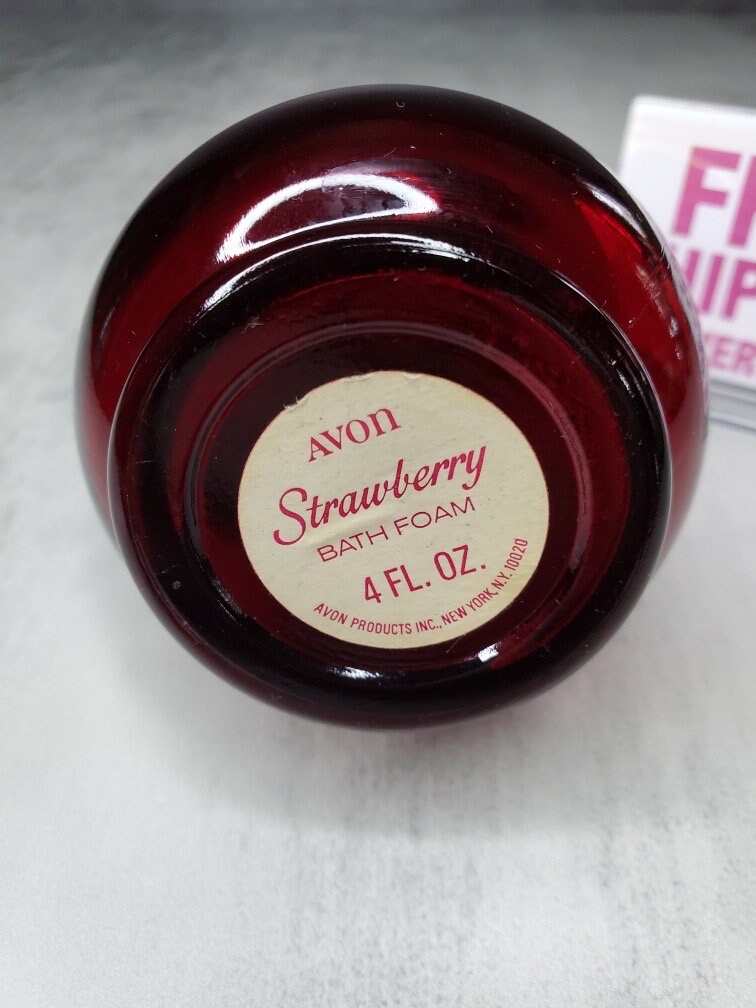 AVON
Strawberry
BATH FOAM
4 FL. OZ.
AVON PRODUCTS INC., NEW YORK, N.Y. 10020